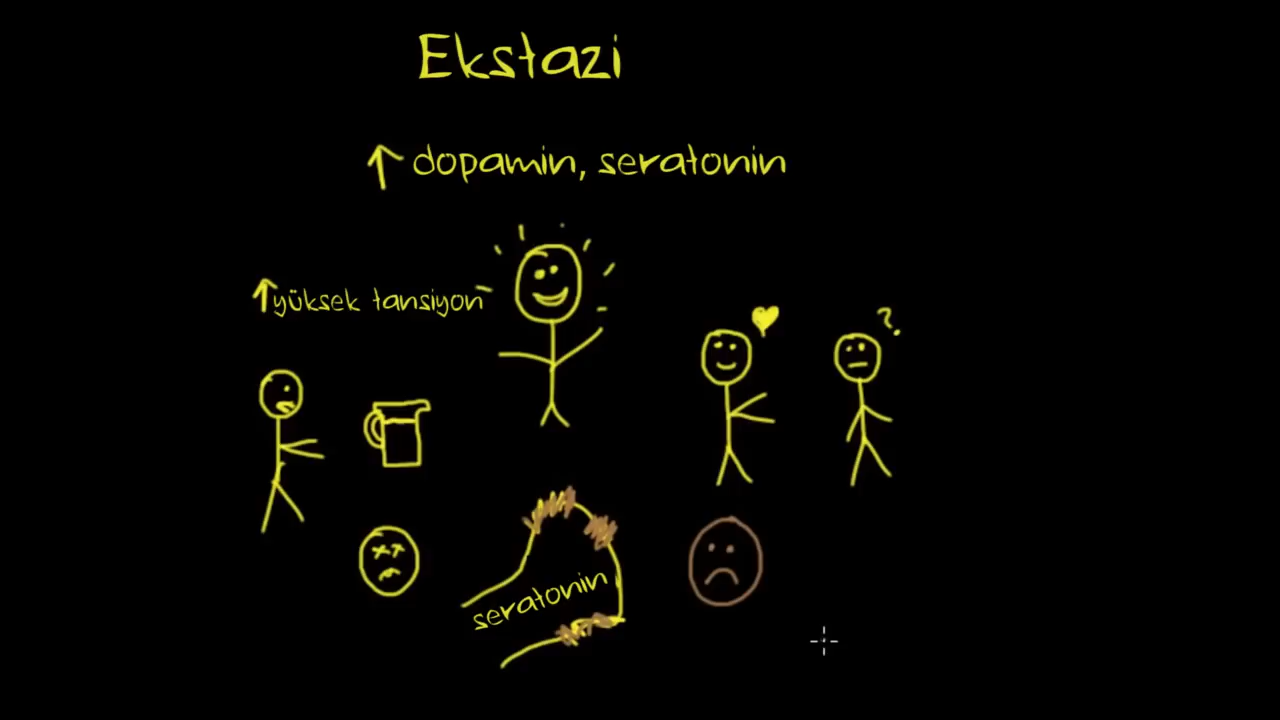 Ekstazi
↑ dopamin, seratonin
↑yüksek tansiyon
?
seratonin